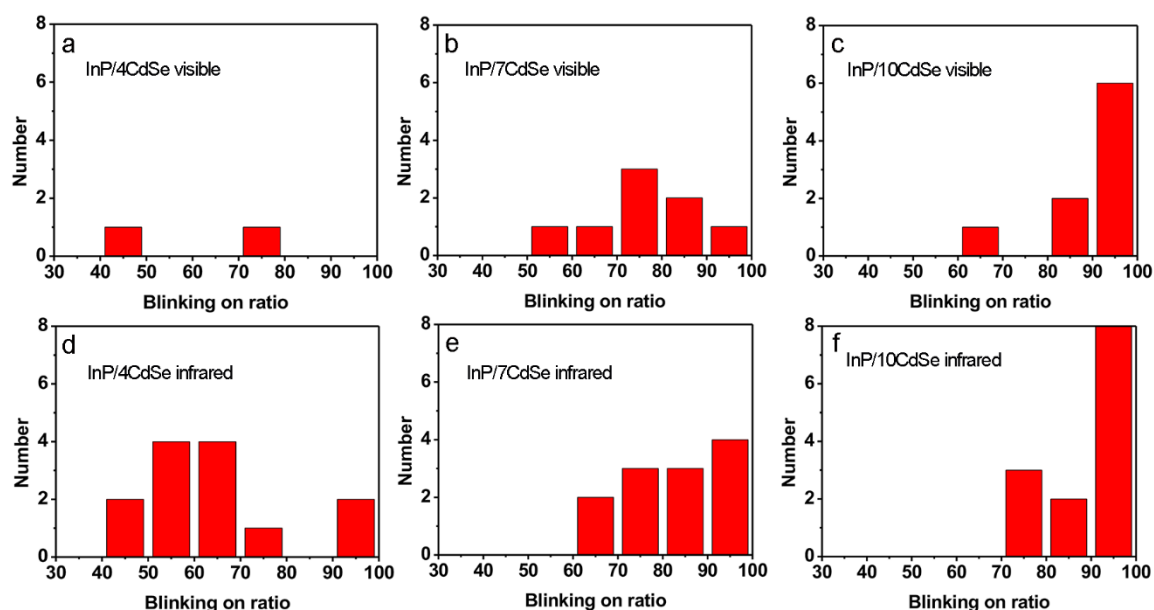 a
InP/4CdSe visible
Number
8
6
4
2
0
30 40 50 60 70 80 90 100
Blinking on ratio
b
InP/7CdSe visible
Number
8
6
4
2
0
30 40 50 60 70 80 90 100
Blinking on ratio
c
InP/10CdSe visible
Number
8
6
4
2
0
30 40 50 60 70 80 90 100
Blinking on ratio
d
InP/4CdSe infrared
Number
8
6
4
2
0
30 40 50 60 70 80 90 100
Blinking on ratio
e
InP/7CdSe infrared
Number
8
6
4
2
0
30 40 50 60 70 80 90 100
Blinking on ratio
f
InP/10CdSe infrared
Number
8
6
4
2
0
30 40 50 60 70 80 90 100
Blinking on ratio